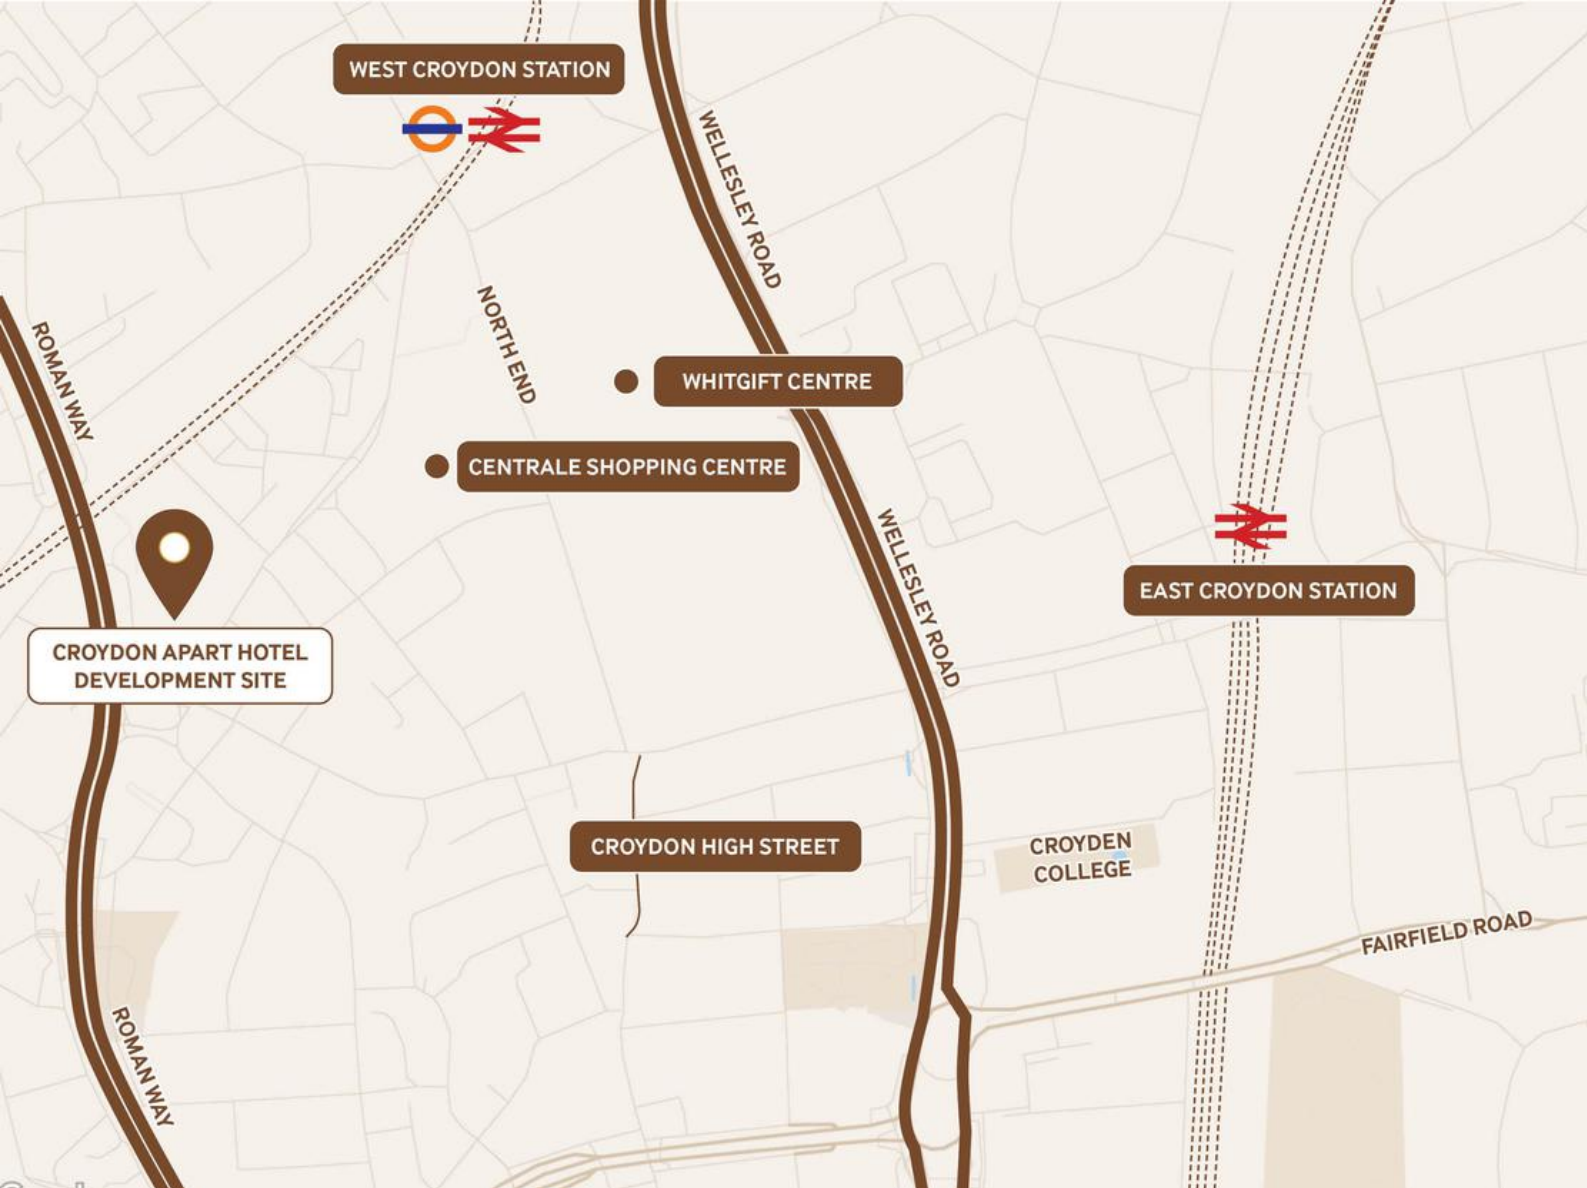 WEST CROYDON STATION
WELLESLEY ROAD
NORTH END
ROMAN WAY
WHITGIFT CENTRE
CENTRALE SHOPPING CENTRE
WELLESLEY ROAD
EAST CROYDON STATION
CROYDON APART HOTEL
DEVELOPMENT SITE
CROYDON HIGH STREET
CROYDEN
COLLEGE
FAIRFIELD ROAD
ROMAN WAY